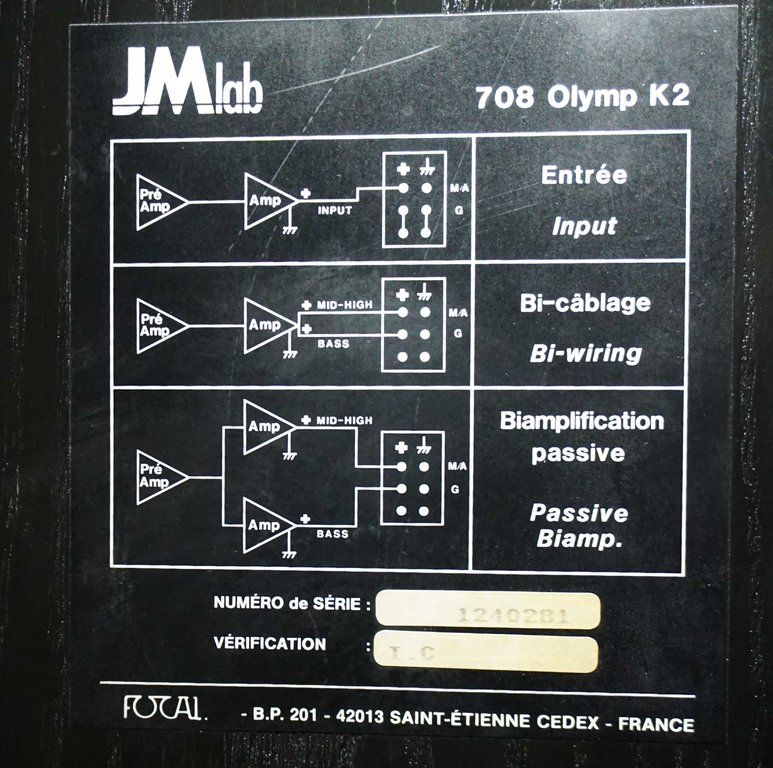 JMlab
708 Olymp K2
Pré
Amp
Amp
+
INPUT
+
M/A
G
Entrée
Input
Pré
Amp
Amp
+ MID-HIGH
+
BASS
+
M/A
G
Bi-câblage
Bi-wiring
Pré
Amp
Amp
+ MID-HIGH
Amp
+
BASS
+
M/A
G
Biamplification
passive
Passive
Biamp.
NUMÉRO de SÉRIE : 1240281
VÉRIFICATION : I.C
FOCAL. - B.P. 201 - 42013 SAINT-ÉTIENNE CEDEX - FRANCE